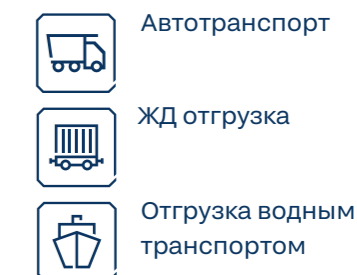 Автотранспорт
ЖД отгрузка
Отгрузка водным
транспортом